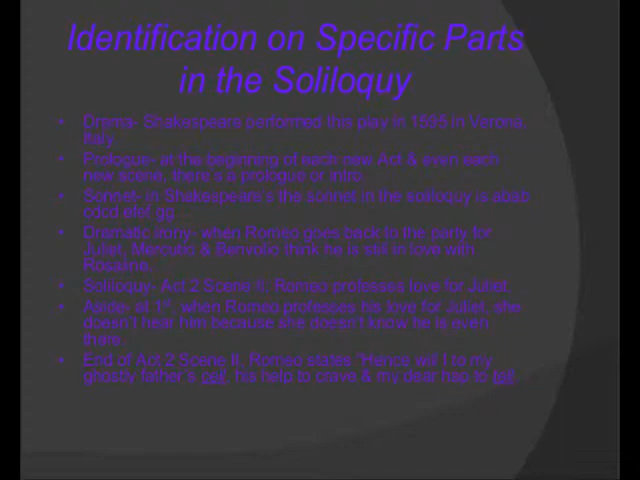 Identification on Specific Parts
in the Soliloquy
• Drama- Shakespeare performed this play in 1595 in Verona,
Italy.
• Prologue- at the beginning of each new Act & even each
new scene, there's a prologue or intro.
• Sonnet- in Shakespeare's the sonnet in the soliloquy is abab
cdcd efef gg
• Dramatic Irony- when Romeo goes back to the party for
Juliet, Mercutio & Benvolio think he is still in love with
Rosaline.
• Soliloquy- Act 2 Scene II, Romeo professes love for Juliet.
• Aside- at 1st, when Romeo professes his love for Juliet, she
doesn't hear him because she doesn't know he is even
there.
• End of Act 2 Scene II, Romeo states "Hence will I to my
ghostly father's cell, his help to crave & my dear hap to tell.